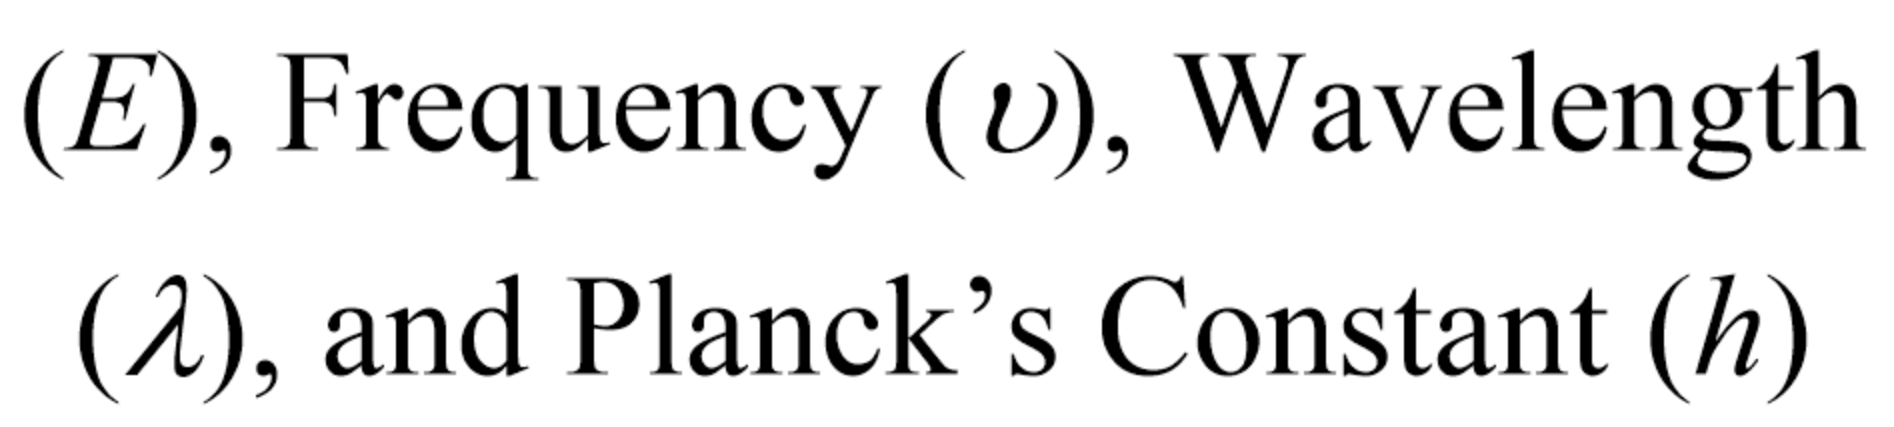 (E), Frequency (υ), Wavelength
(λ), and Planck’s Constant (h)